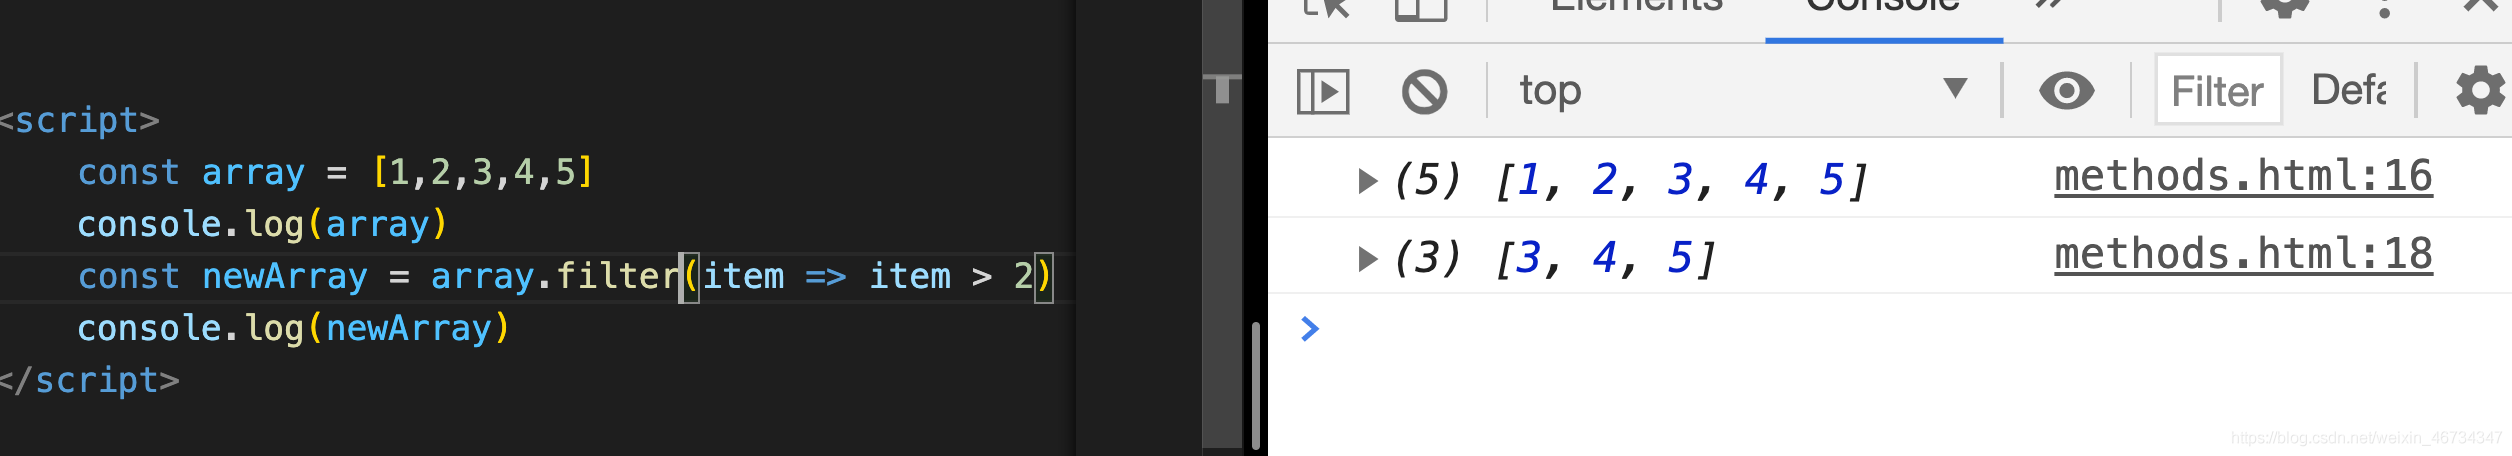 <script>
const array = [1,2,3,4,5]
console.log(array)
const newArray = array.filter(item => item > 2)
console.log(newArray)
</script>
Elements Console »
top Filter Defa
(5) [1, 2, 3, 4, 5] methods.html:16
(3) [3, 4, 5] methods.html:18
https://blog.csdn.net/weixin_46734347